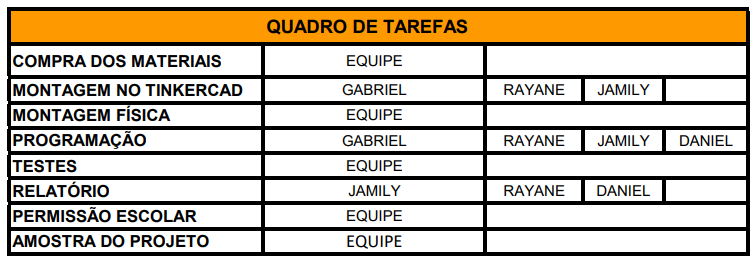 QUADRO DE TAREFAS
COMPRA DOS MATERIAIS EQUIPE
MONTAGEM NO TINKERCAD GABRIEL RAYANE JAMILY
MONTAGEM FÍSICA EQUIPE
PROGRAMAÇÃO GABRIEL RAYANE JAMILY DANIEL
TESTES EQUIPE
RELATÓRIO JAMILY RAYANE DANIEL
PERMISSÃO ESCOLAR EQUIPE
AMOSTRA DO PROJETO EQUIPE